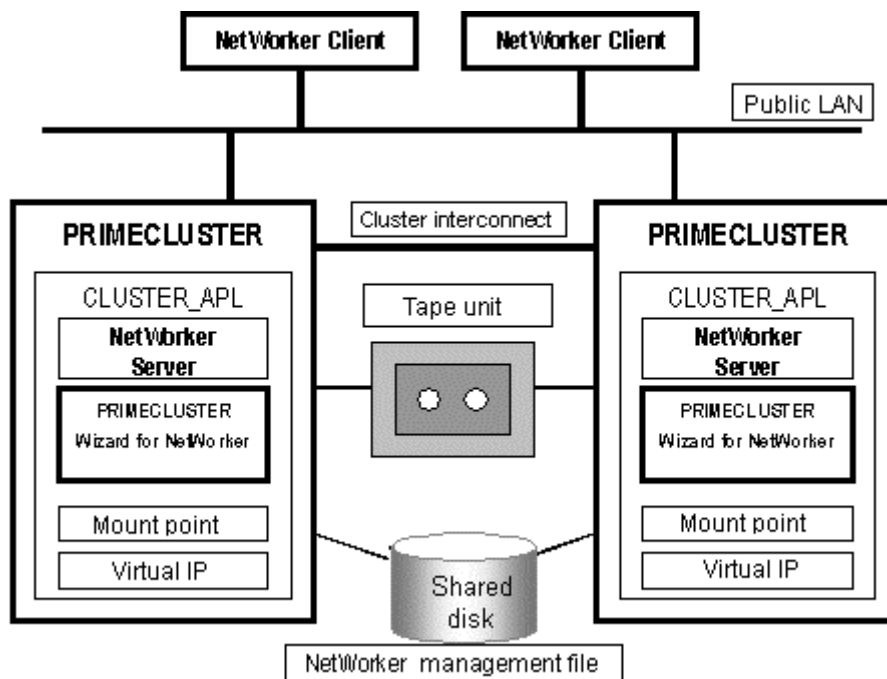 NetWorker Client
NetWorker Client
Public LAN
PRIMECLUSTER
Cluster interconnect
PRIMECLUSTER
CLUSTER_APL
Tape unit
CLUSTER_APL
NetWorker
Server
NetWorker
Server
PRIMECLUSTER
Wizard for NetWorker
PRIMECLUSTER
Wizard for NetWorker
Mount point
Mount point
Virtual IP
Virtual IP
Shared
disk
NetWorker management file